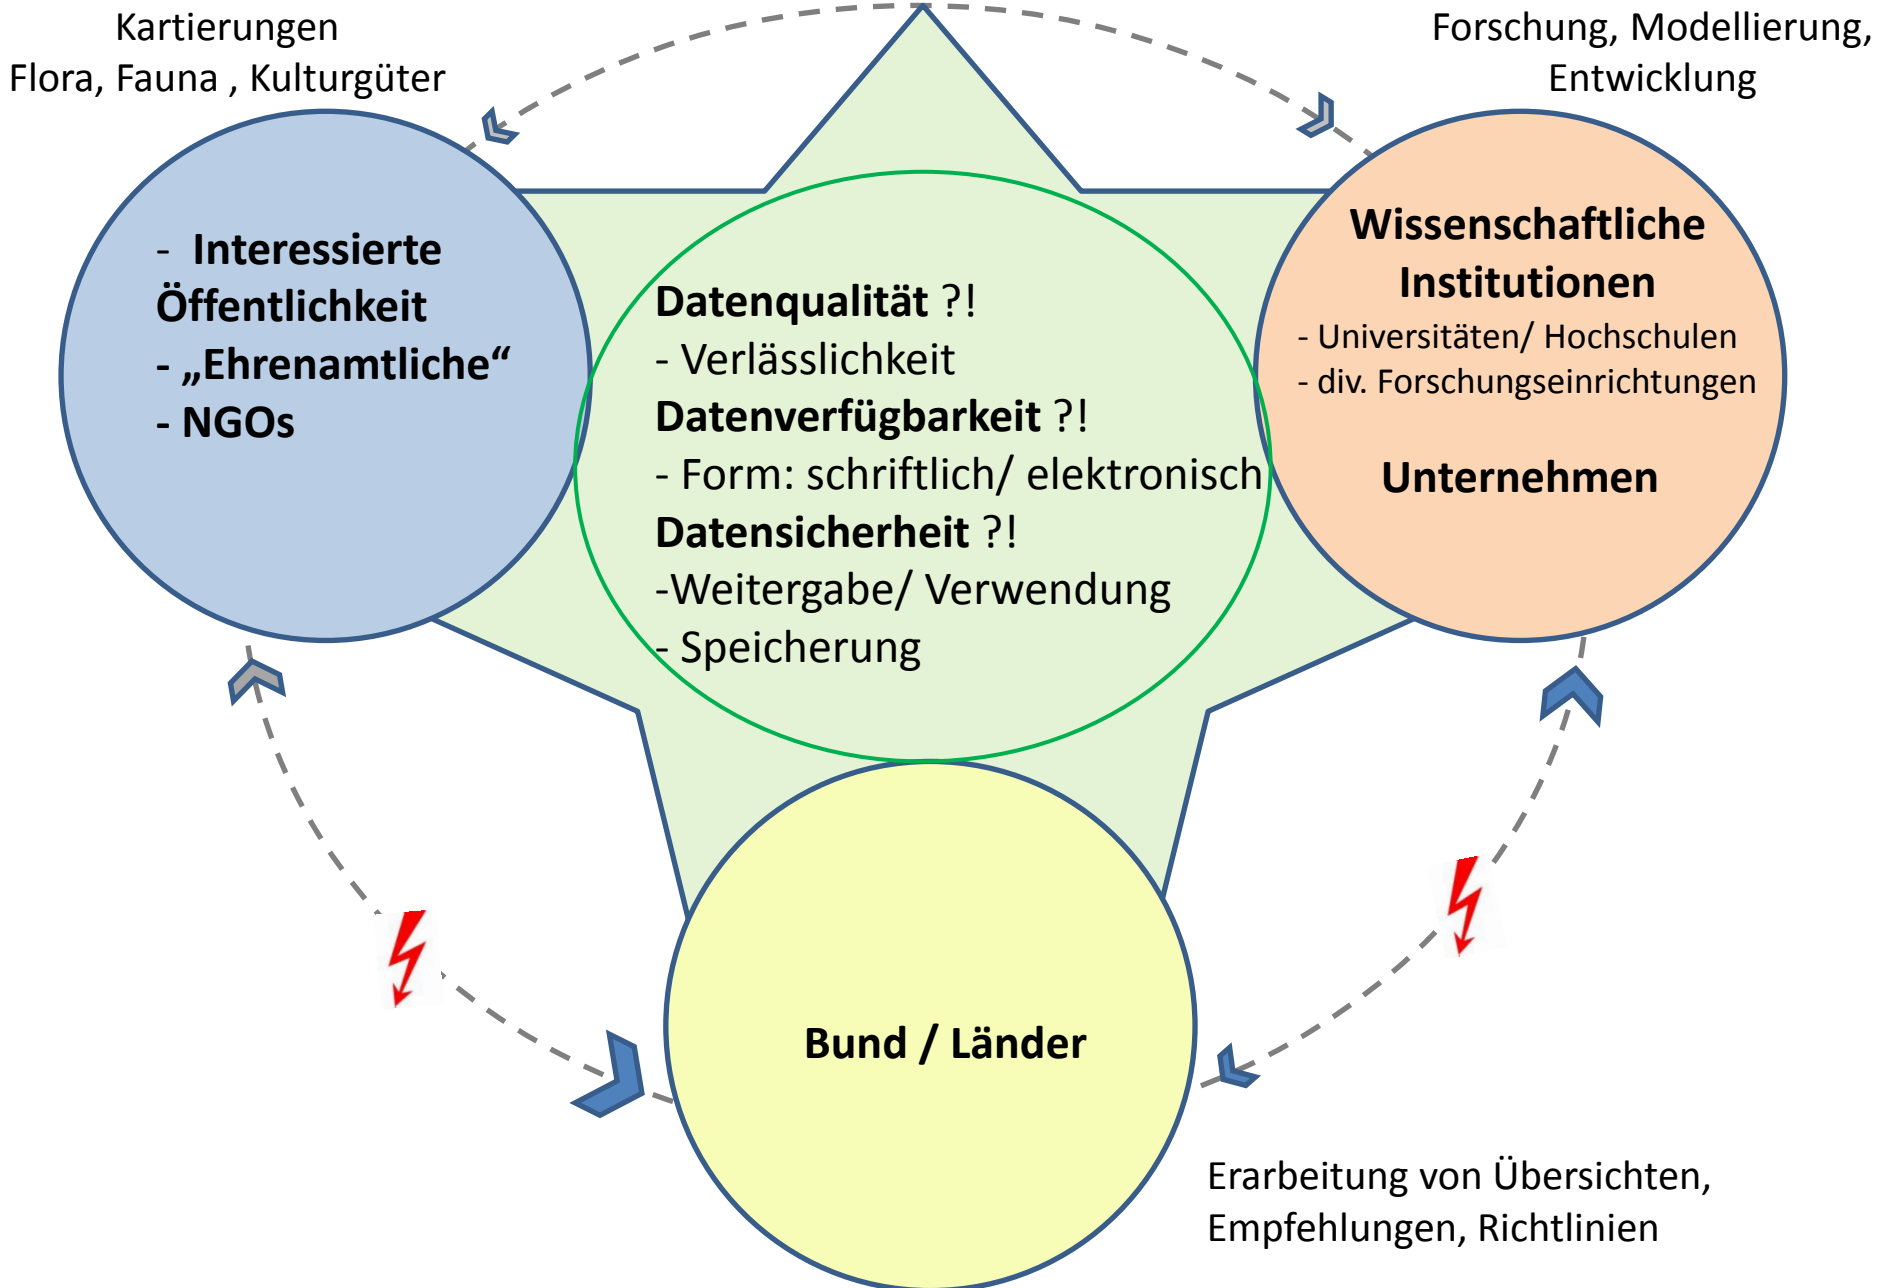 Kartierungen
Flora, Fauna , Kulturgüter
Forschung, Modellierung,
Entwicklung
- Interessierte
Öffentlichkeit
- „Ehrenamtliche“
- NGOs
Datenqualität ?!
- Verlässlichkeit
Datenverfügbarkeit ?!
- Form: schriftlich/ elektronisch
Datensicherheit ?!
-Weitergabe/ Verwendung
- Speicherung
Wissenschaftliche
Institutionen
- Universitäten/ Hochschulen
- div. Forschungseinrichtungen
Unternehmen
Bund / Länder
Erarbeitung von Übersichten,
Empfehlungen, Richtlinien